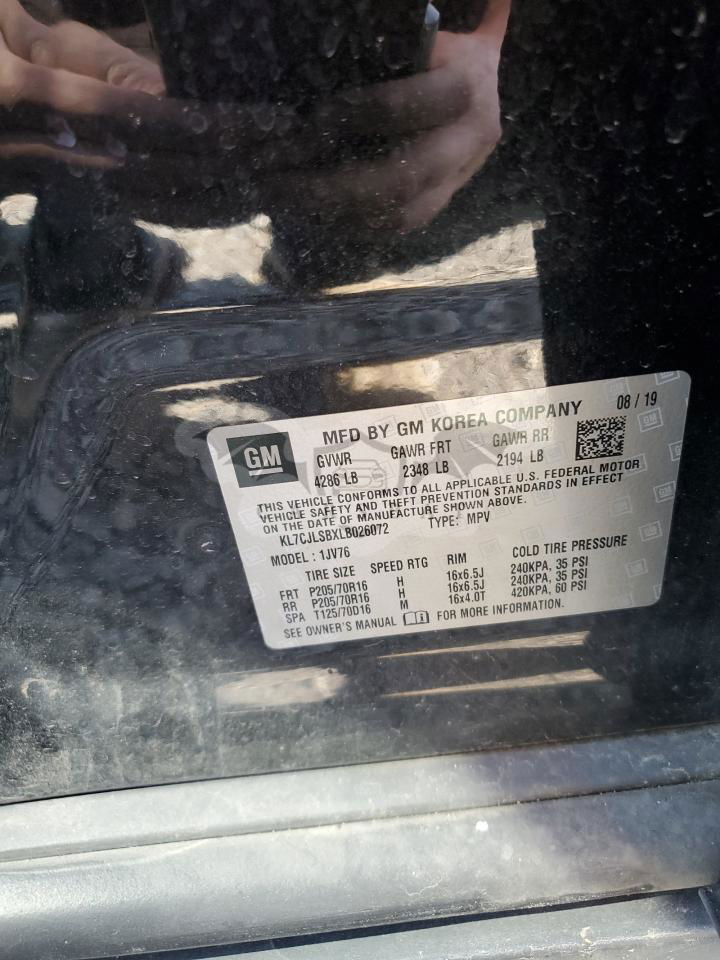 MFD BY GM KOREA COMPANY 08 / 19
GM
GVWR GAWR FRT GAWR RR
4286 LB 2348 LB 2194 LB
THIS VEHICLE CONFORMS TO ALL APPLICABLE U.S. FEDERAL MOTOR
VEHICLE SAFETY AND THEFT PREVENTION STANDARDS IN EFFECT
ON THE DATE OF MANUFACTURE SHOWN ABOVE.
KL7CJLSBXLB026072 TYPE: MPV
MODEL: 1JV76
TIRE SIZE SPEED RTG RIM COLD TIRE PRESSURE
FRT P205/70R16 H 16x6.5J 240KPA, 35 PSI
RR P205/70R16 H 16x6.5J 240KPA, 35 PSI
SPA T125/70D16 M 16x4.0T 420KPA, 60 PSI
SEE OWNER'S MANUAL FOR MORE INFORMATION.